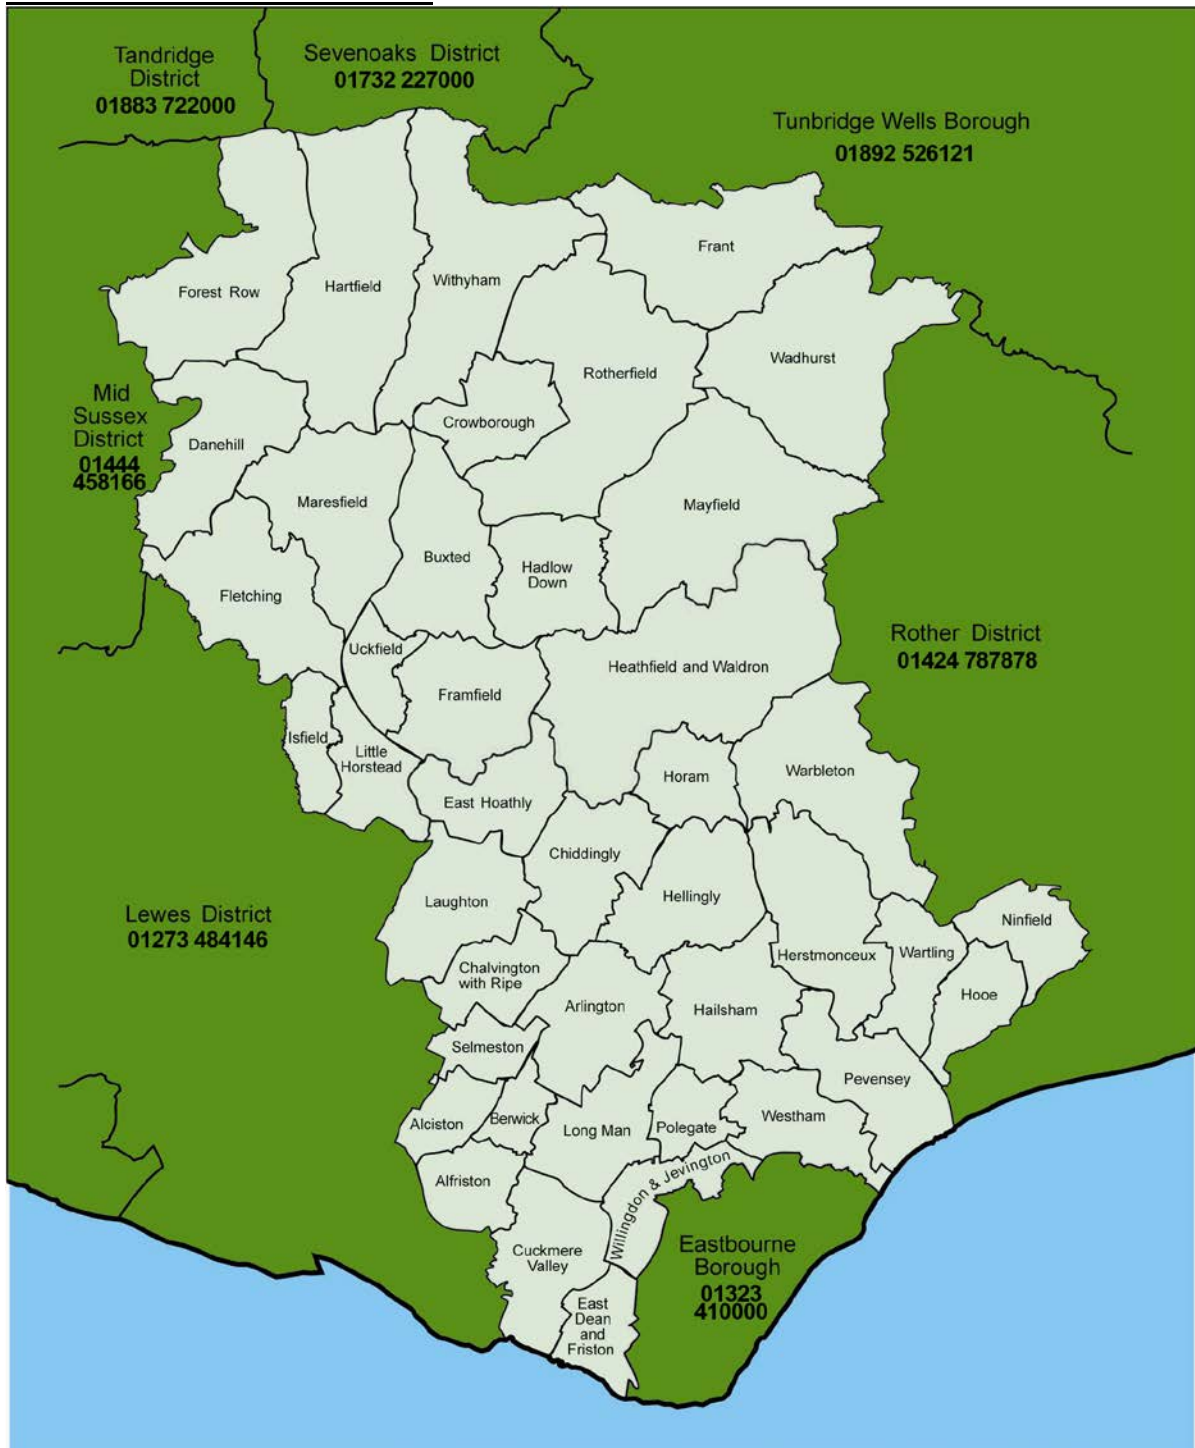 Tandridge
District
01883 722000
Sevenoaks District
01732 227000
Tunbridge Wells Borough
01892 526121
Frant
Forest Row
Hartfield
Withyham
Wadhurst
Rotherfield
Mid
Sussex
District
01444
458166
Crowborough
Danehill
Maresfield
Mayfield
Buxted
Hadlow
Down
Fletching
Rother District
01424 787878
Uckfield
Heathfield and Waldron
Framfield
Isfield
Little
Horstead
Horam
Warbleton
East Hoathly
Chiddingly
Hellingly
Laughton
Lewes District
01273 484146
Ninfield
Herstmonceux
Wartling
Chalvington
with Ripe
Hooe
Arlington
Hailsham
Selmeston
Pevensey
Alciston
Berwick
Long Man
Polegate
Westham
Alfriston
Willingdon & Jevington
Cuckmere
Valley
Eastbourne
Borough
01323
410000
East
Dean
and
Friston